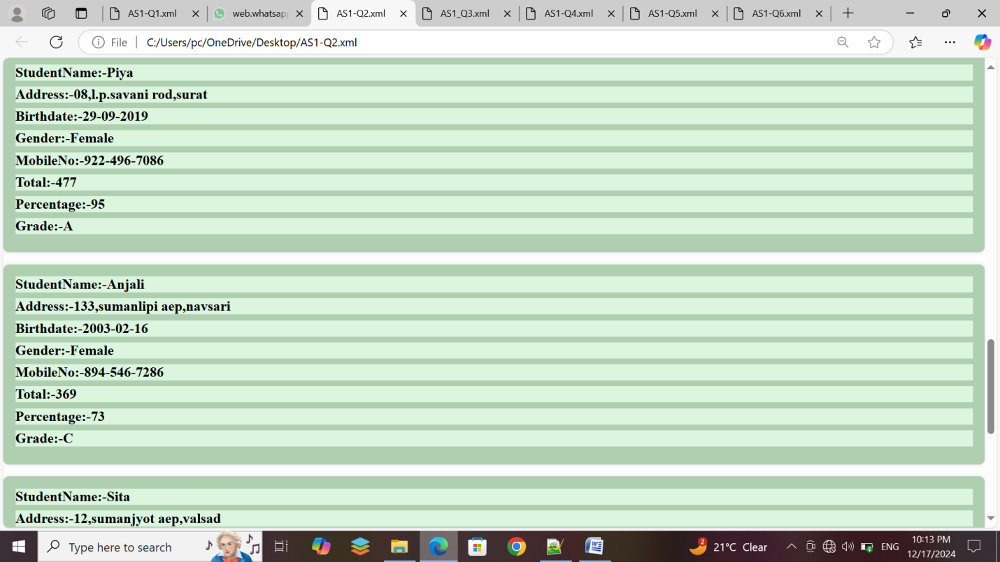 AS1-Q1.xml
web.whatsap
AS1-Q2.xml
AS1_Q3.xml
AS1-Q4.xml
AS1-Q5.xml
AS1-Q6.xml
File
C:/Users/pc/OneDrive/Desktop/AS1-Q2.xml
StudentName:-Piya
Address:-08,l.p.savani rod,surat
Birthdate:-29-09-2019
Gender:-Female
MobileNo:-922-496-7086
Total:-477
Percentage:-95
Grade:-A
StudentName:-Anjali
Address:-133,sumanlipi aep,navsari
Birthdate:-2003-02-16
Gender:-Female
MobileNo:-894-546-7286
Total:-369
Percentage:-73
Grade:-C
StudentName:-Sita
Address:-12,sumanjyot aep,valsad
Type here to search
2
21°C Clear
ENG
10:13 PM
12/17/2024